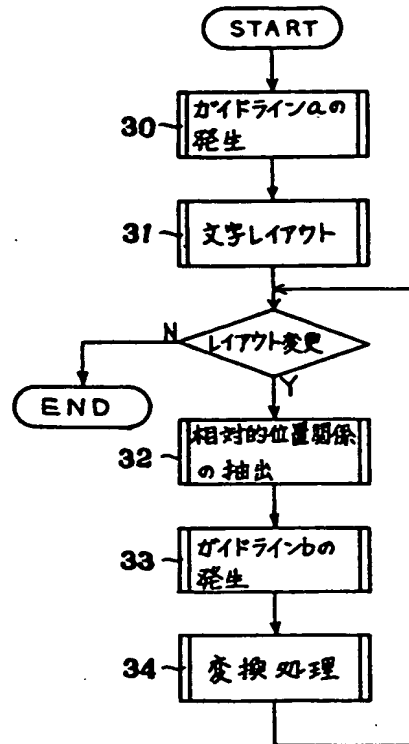 START
30
ガイドラインaの
発生
31
文字レイアウト
レイアウト変更
N
Y
END
32
相対的位置関係
の抽出
33
ガイドラインbの
発生
34
変換処理